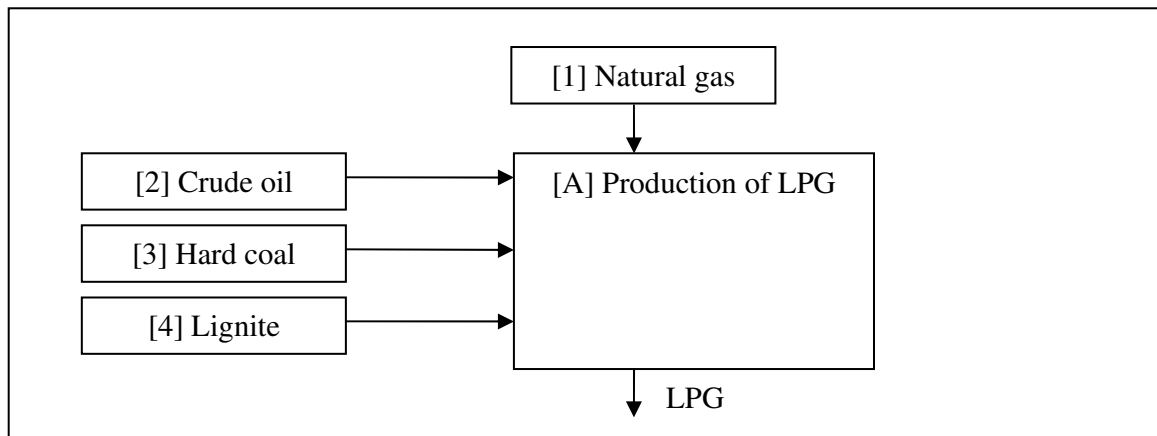 [1] Natural gas
[2] Crude oil
[A] Production of LPG
[3] Hard coal
[4] Lignite
LPG